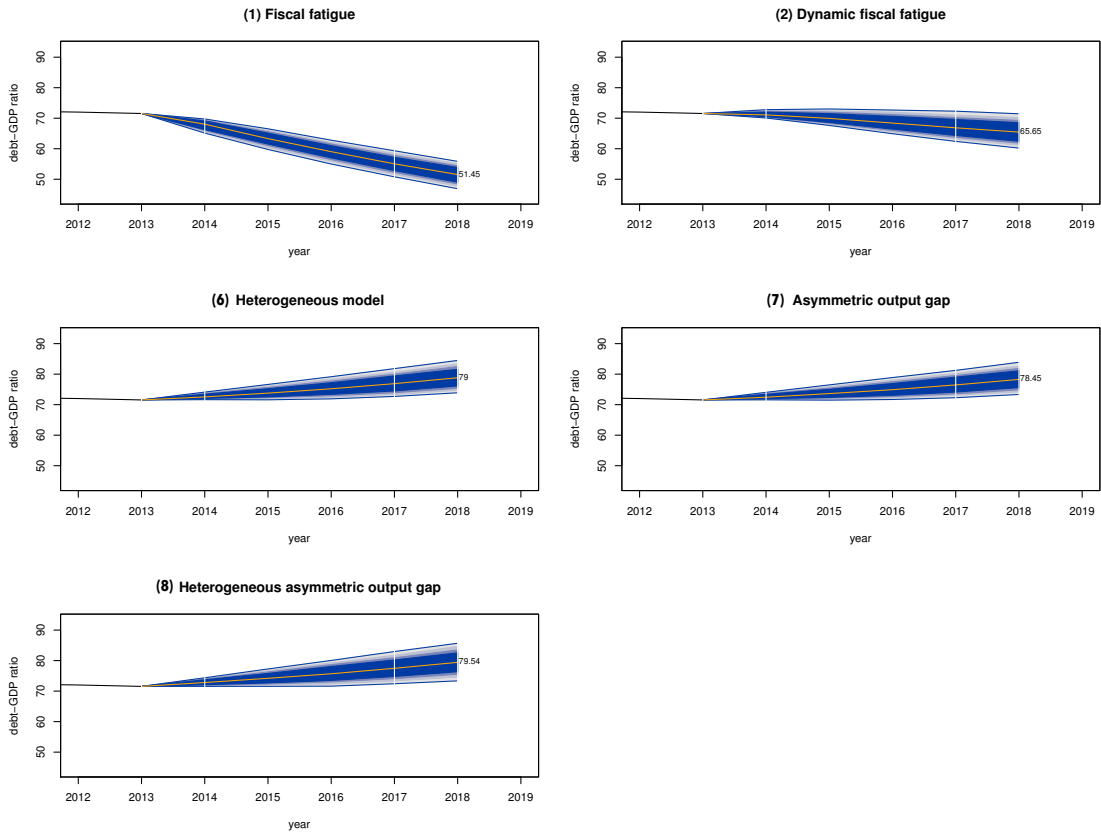 (1) Fiscal fatigue
debt−GDP ratio
90
80
70
60
50
51.45
2012 2013 2014 2015 2016 2017 2018 2019
year
(2) Dynamic fiscal fatigue
debt−GDP ratio
90
80
70
60
50
65.65
2012 2013 2014 2015 2016 2017 2018 2019
year
(6) Heterogeneous model
debt−GDP ratio
90
80
70
60
50
79
2012 2013 2014 2015 2016 2017 2018 2019
year
(7) Asymmetric output gap
debt−GDP ratio
90
80
70
60
50
78.45
2012 2013 2014 2015 2016 2017 2018 2019
year
(8) Heterogeneous asymmetric output gap
debt−GDP ratio
90
80
70
60
50
79.54
2012 2013 2014 2015 2016 2017 2018 2019
year